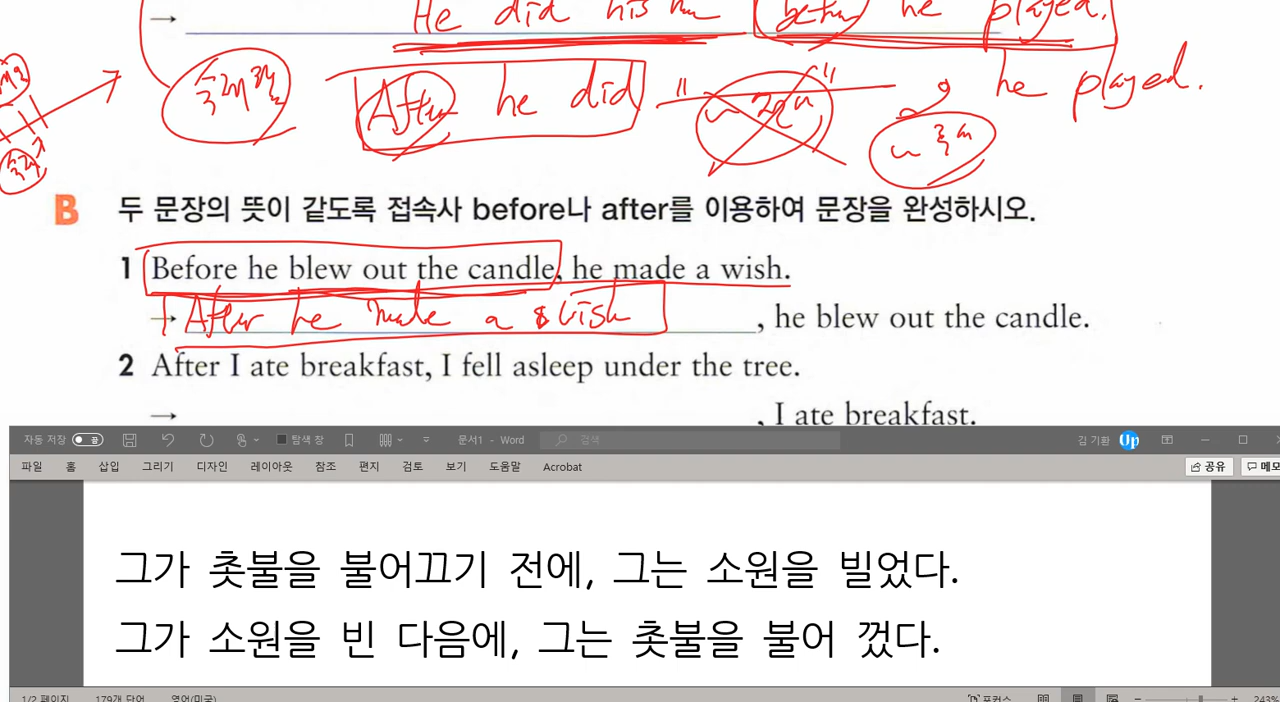 → He did his before he played.
숙제를 After he did , he played.
B 두 문장의 뜻이 같도록 접속사 before나 after를 이용하여 문장을 완성하시오.
1 Before he blew out the candle, he made a wish.
→ After he made a wish , he blew out the candle.
2 After I ate breakfast, I fell asleep under the tree.
→ , I ate breakfast.
자동 저장 끔 탐색 창 문서1 - Word 검색 김 기환 Up
파일 홈 삽입 그리기 디자인 레이아웃 참조 편지 검토 보기 도움말 Acrobat 공유 메모
그가 촛불을 불어끄기 전에, 그는 소원을 빌었다.
그가 소원을 빈 다음에, 그는 촛불을 불어 껐다.
1/2 페이지 179개 단어 영어(미국) 포커스 243%